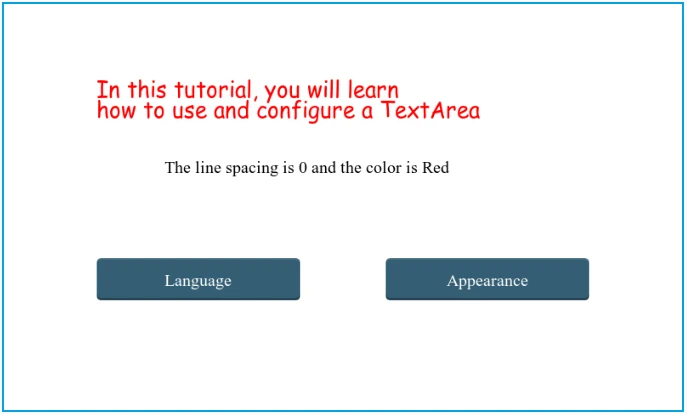 In this tutorial, you will learn
how to use and configure a TextArea
The line spacing is 0 and the color is Red
Language
Appearance